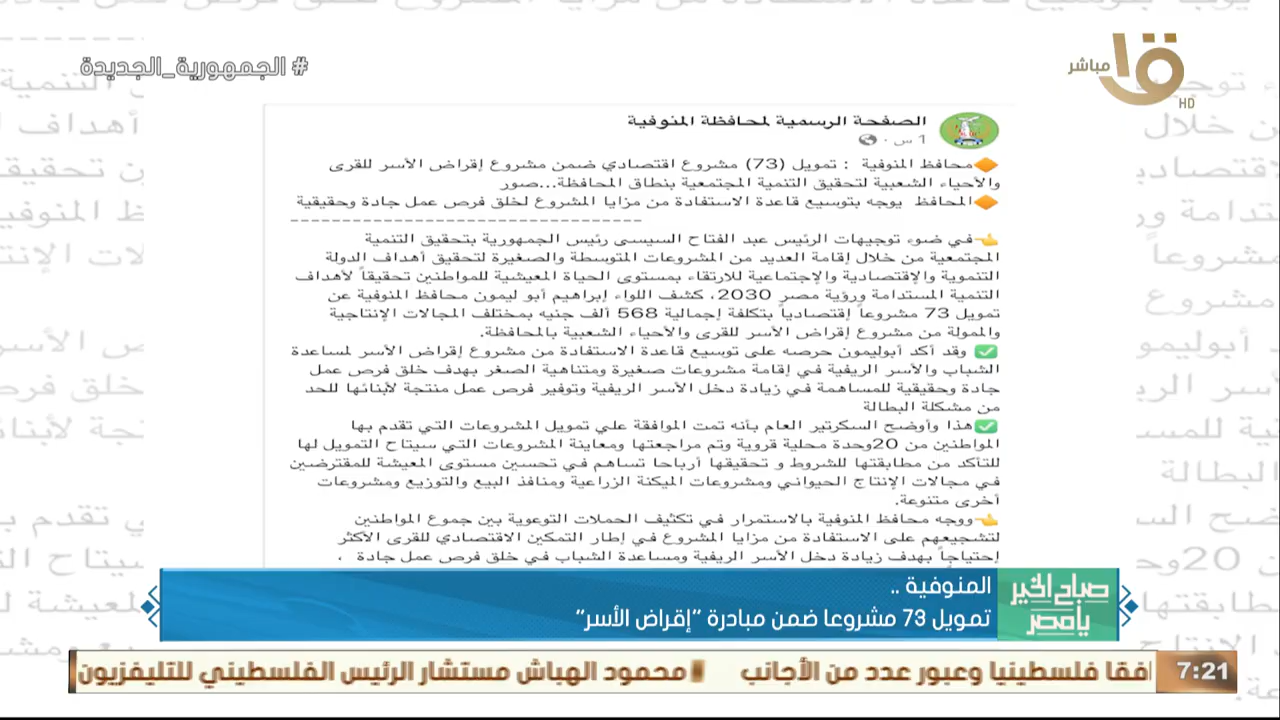 #الجمهورية_الجديدة
مباشر
HD
الصفحة الرسمية لمحافظة المنوفية
1 س ·
محافظ المنوفية : تمويل (73) مشروع اقتصادي ضمن مشروع إقراض الأسر للقرى
والأحياء الشعبية لتحقيق التنمية المجتمعية بنطاق المحافظة...صور
المحافظ يوجه بتوسيع قاعدة الاستفادة من مزايا المشروع لخلق فرص عمل جادة وحقيقية
----------------------------------
في ضوء توجيهات الرئيس عبد الفتاح السيسى رئيس الجمهورية بتحقيق التنمية
المجتمعية من خلال إقامة العديد من المشروعات المتوسطة والصغيرة لتحقيق أهداف الدولة
التنموية والإقتصادية والإجتماعية للارتقاء بمستوى الحياة المعيشية للمواطنين تحقيقاً لأهداف
التنمية المستدامة ورؤية مصر 2030، كشف اللواء إبراهيم أبو ليمون محافظ المنوفية عن
تمويل 73 مشروعاً إقتصادياً بتكلفة إجمالية 568 ألف جنيه بمختلف المجالات الإنتاجية
والممولة من مشروع إقراض الأسر للقرى والأحياء الشعبية بالمحافظة.
وقد أكد أبوليمون حرصه على توسيع قاعدة الاستفادة من مشروع إقراض الأسر لمساعدة
الشباب والأسر الريفية في إقامة مشروعات صغيرة ومتناهية الصغر بهدف خلق فرص عمل
جادة وحقيقية للمساهمة في زيادة دخل الأسر الريفية وتوفير فرص عمل منتجة لأبنائها للحد
من مشكلة البطالة
هذا وأوضح السكرتير العام بأنه تمت الموافقة علي تمويل المشروعات التي تقدم بها
المواطنين من 20وحدة محلية قروية وتم مراجعتها ومعاينة المشروعات التي سيتاح التمويل لها
للتأكد من مطابقتها للشروط و تحقيقها أرباحا تساهم في تحسين مستوى المعيشة للمقترضين
في مجالات الإنتاج الحيواني ومشروعات الميكنة الزراعية ومنافذ البيع والتوزيع ومشروعات
أخرى متنوعة.
ووجه محافظ المنوفية بالاستمرار في تكثيف الحملات التوعوية بين جموع المواطنين
لتشجيعهم على الاستفادة من مزايا المشروع في إطار التمكين الاقتصادي للقرى الأكثر
إحتياجاً بهدف زيادة دخل الأسر الريفية ومساعدة الشباب في خلق فرص عمل جادة ،
صباح الخير
يا مصر
المنوفية ..
تمويل 73 مشروعا ضمن مبادرة "إقراض الأسر"
7:21
افقا فلسطينيا وعبور عدد من الأجانب
محمود الهباش مستشار الرئيس الفلسطيني للتليفزيون